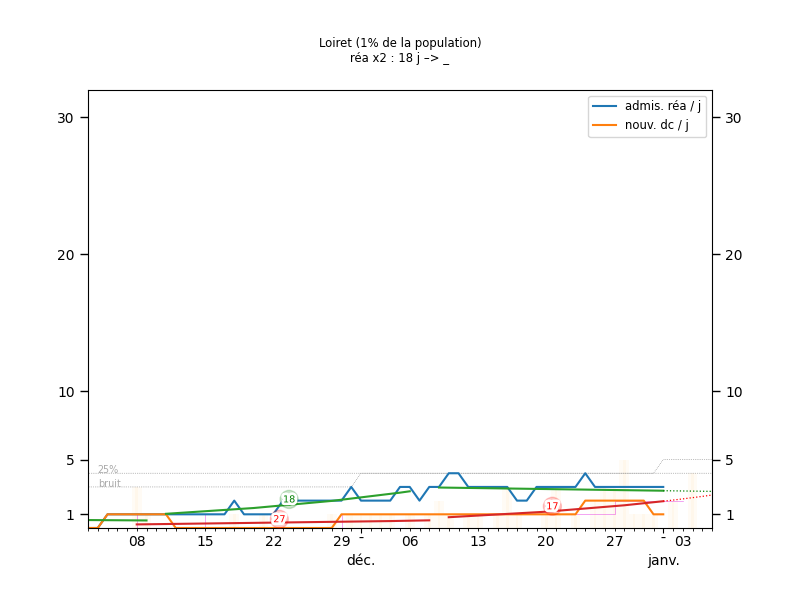 Loiret (1% de la population)
réa x2 : 18 j –> _
admis. réa / j
nouv. dc / j
30 30
20 20
10 10
5 5
1 1
25%
bruit
18
27
17
08 15 22 29 - 06 13 20 27 - 03
déc. janv.